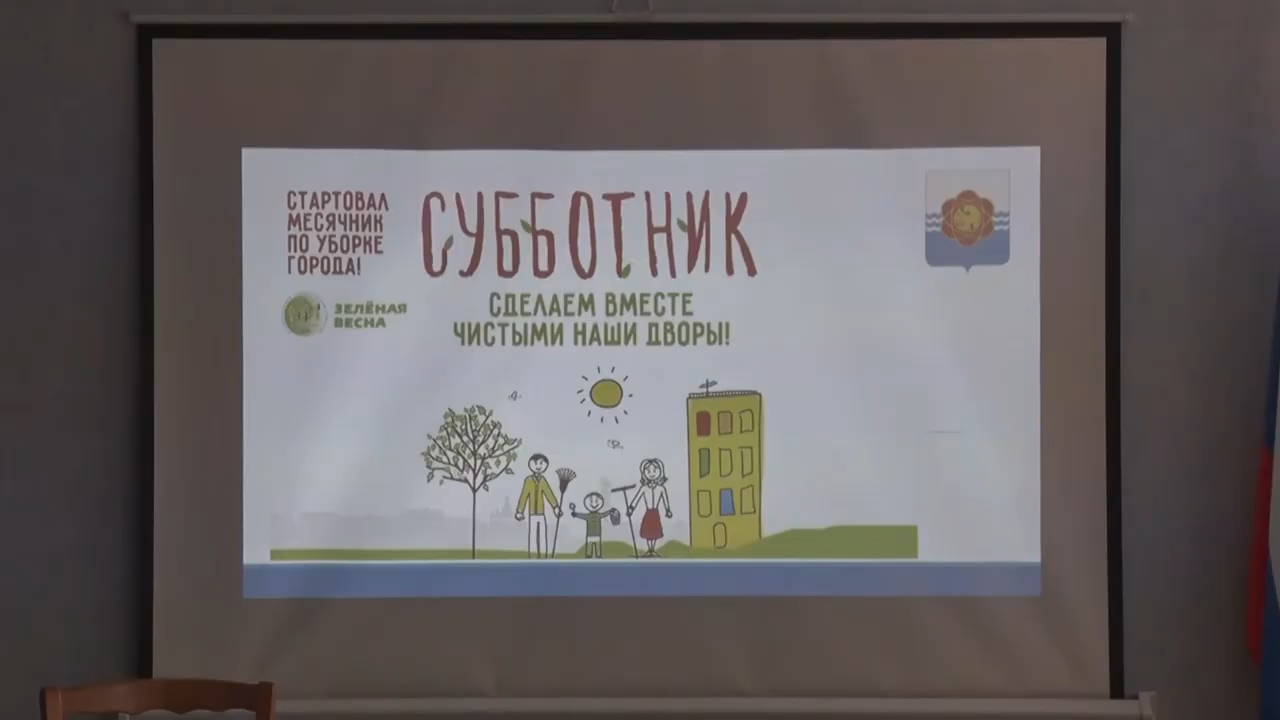 СТАРТОВАЛ
МЕСЯЧНИК
ПО УБОРКЕ
ГОРОДА!
ЗЕЛЁНАЯ
ВЕСНА
СУББОТНИК
СДЕЛАЕМ ВМЕСТЕ
ЧИСТЫМИ НАШИ ДВОРЫ!